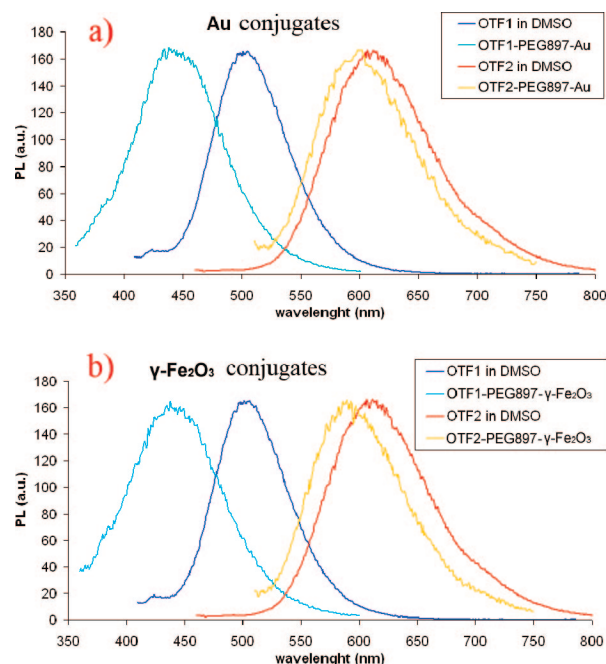 a)
Au conjugates
OTF1 in DMSO
OTF1-PEG897-Au
OTF2 in DMSO
OTF2-PEG897-Au
PL (a.u.)
180
160
140
120
100
80
60
40
20
0
350 400 450 500 550 600 650 700 750 800
wavelenght (nm)
b)
γ-Fe₂O₃ conjugates
OTF1 in DMSO
OTF1-PEG897-γ-Fe₂O₃
OTF2 in DMSO
OTF2-PEG897-γ-Fe₂O₃
PL (a.u.)
180
160
140
120
100
80
60
40
20
0
350 400 450 500 550 600 650 700 750 800
wavelenght (nm)